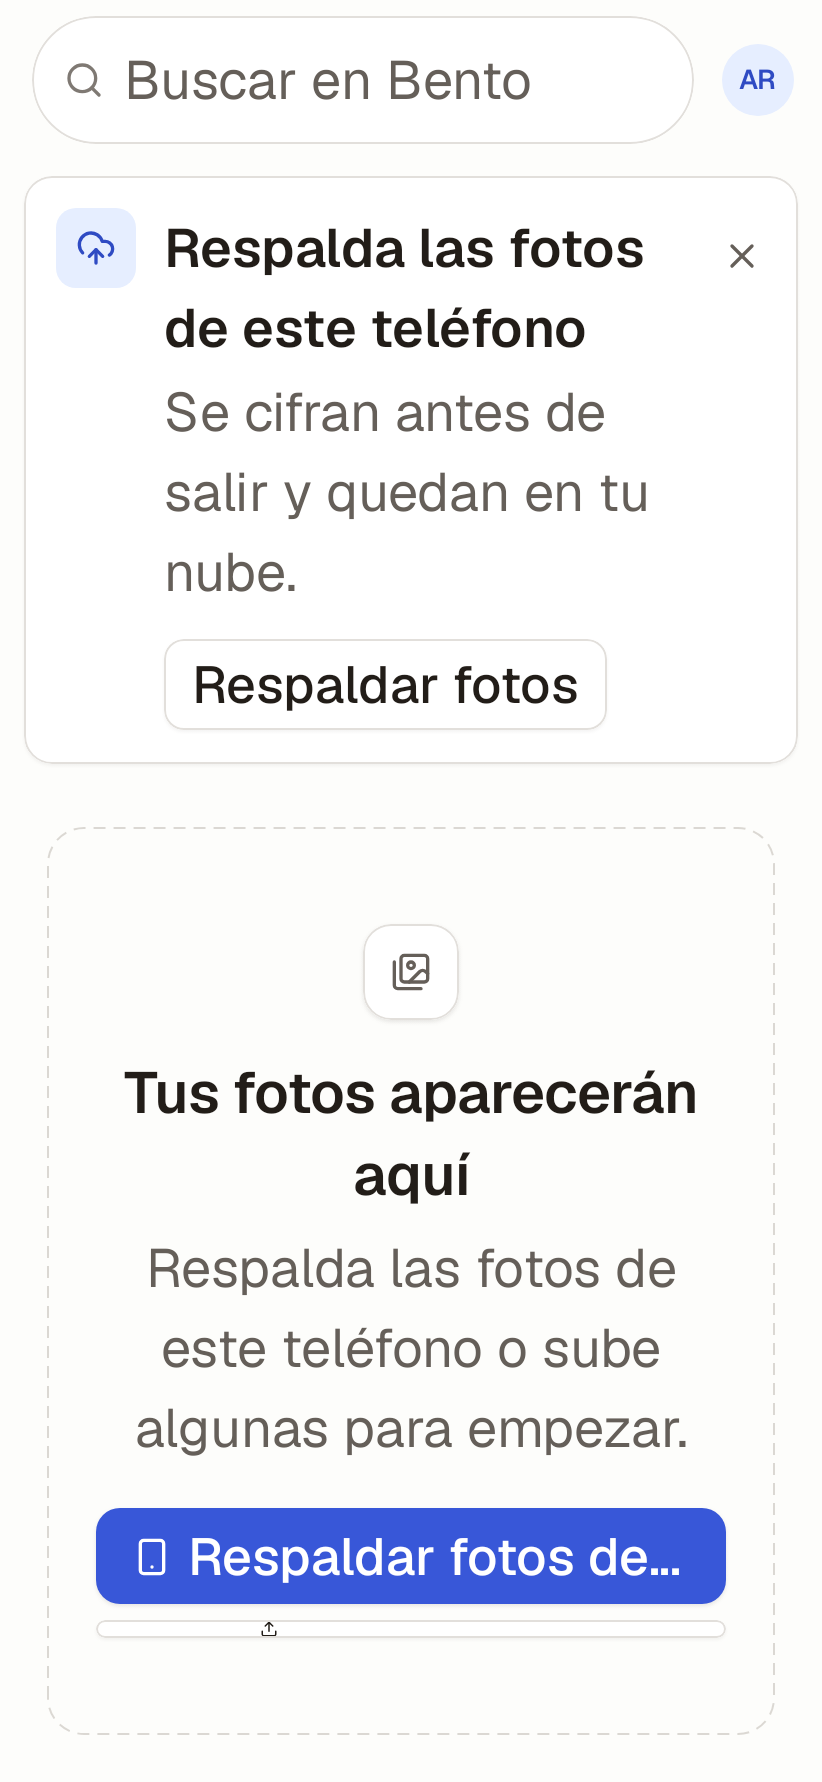 Buscar en Bento
AR
Respalda las fotos
de este teléfono
Se cifran antes de
salir y quedan en tu
nube.
Respaldar fotos
Tus fotos aparecerán
aquí
Respalda las fotos de
este teléfono o sube
algunas para empezar.
Respaldar fotos de...